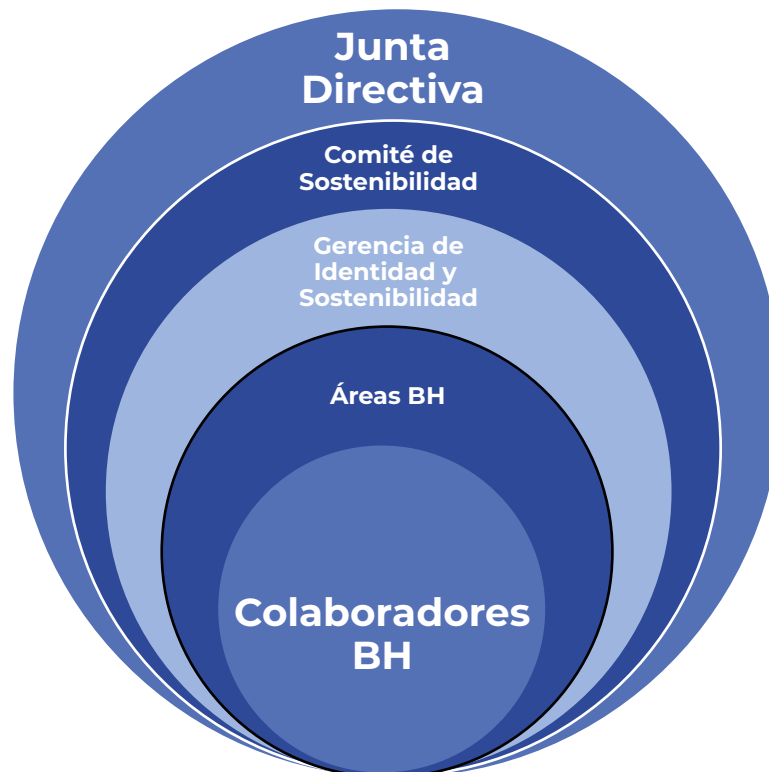 Junta
Directiva
Comité de
Sostenibilidad
Gerencia de
Identidad y
Sostenibilidad
Áreas BH
Colaboradores
BH